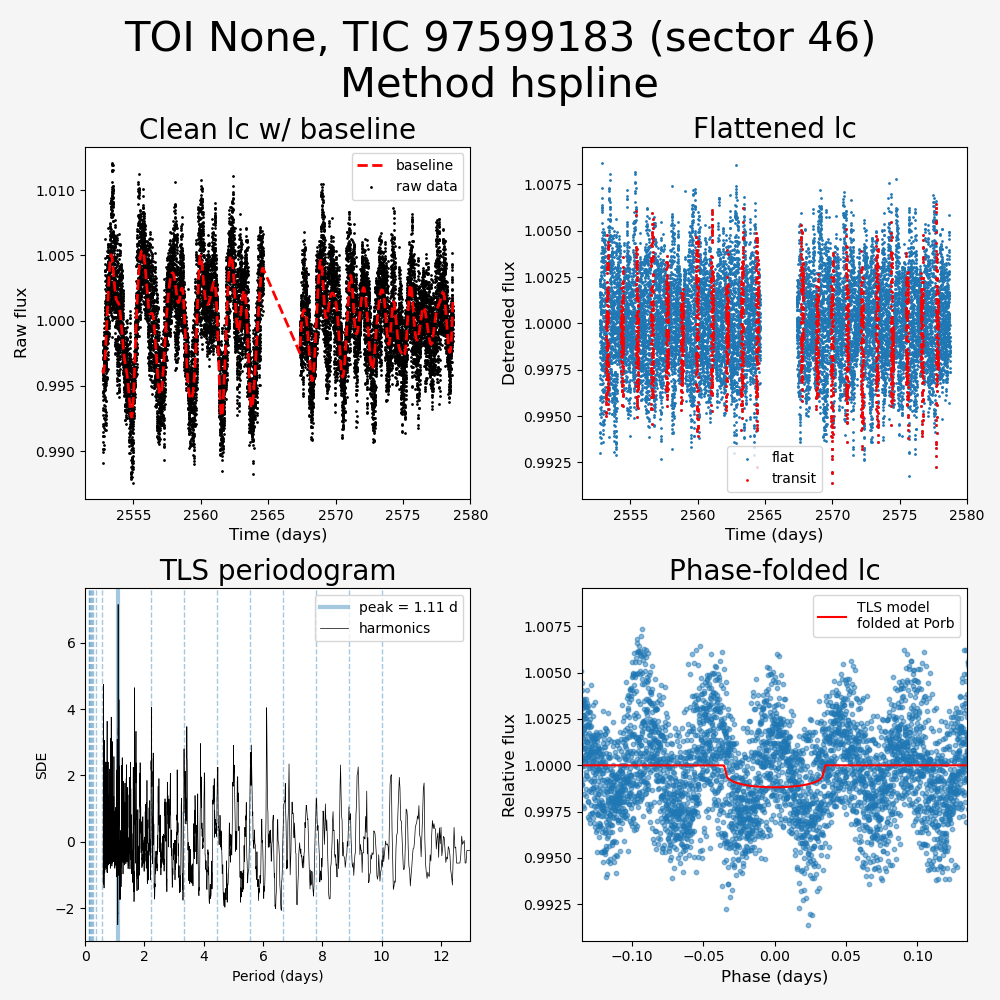 TOI None, TIC 97599183 (sector 46)
Method hspline
Clean lc w/ baseline
Raw flux
1.010
1.005
1.000
0.995
0.990
baseline
raw data
2555
2560
2565
2570
2575
2580
Time (days)
Flattened lc
Detrended flux
1.0075
1.0050
1.0025
1.0000
0.9975
0.9950
0.9925
flat
transit
2555
2560
2565
2570
2575
2580
Time (days)
TLS periodogram
SDE
6
4
2
0
−2
peak = 1.11 d
harmonics
0
2
4
6
8
10
12
Period (days)
Phase-folded lc
Relative flux
1.0075
1.0050
1.0025
1.0000
0.9975
0.9950
0.9925
TLS model
folded at Porb
−0.10
−0.05
0.00
0.05
0.10
Phase (days)